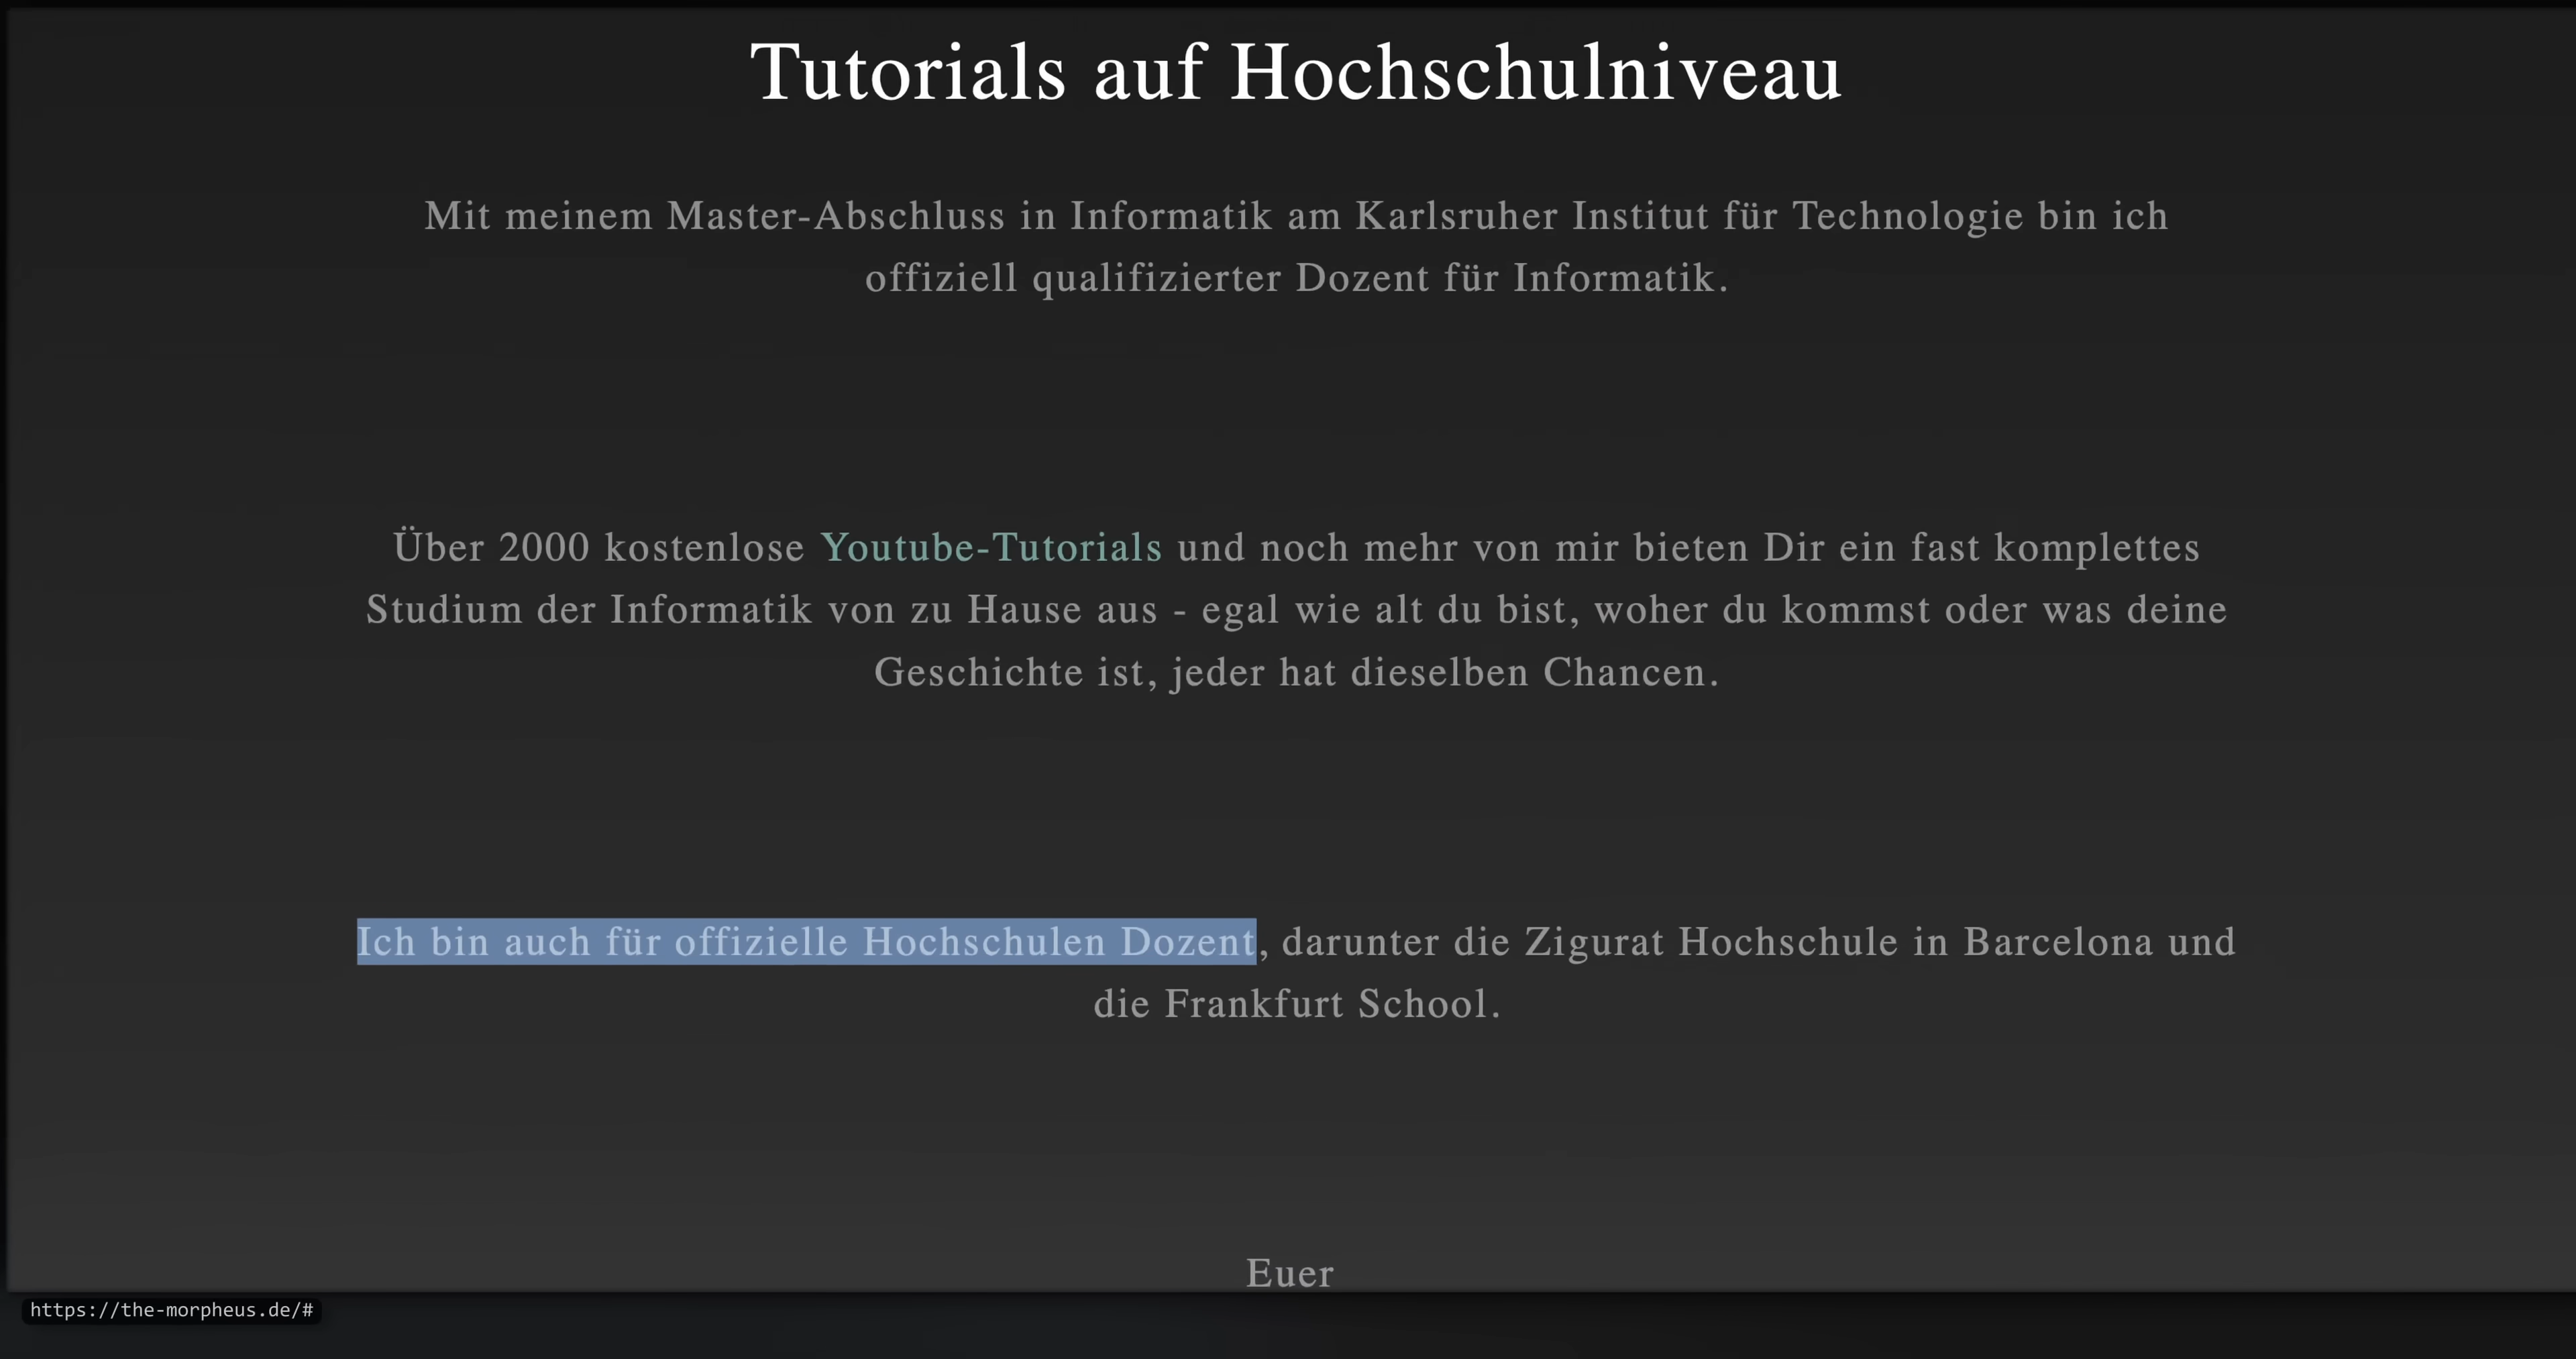 Tutorials auf Hochschulniveau
Mit meinem Master-Abschluss in Informatik am Karlsruher Institut für Technologie bin ich
offiziell qualifizierter Dozent für Informatik.
Über 2000 kostenlose Youtube-Tutorials und noch mehr von mir bieten Dir ein fast komplettes
Studium der Informatik von zu Hause aus - egal wie alt du bist, woher du kommst oder was deine
Geschichte ist, jeder hat dieselben Chancen.
Ich bin auch für offizielle Hochschulen Dozent, darunter die Zigurat Hochschule in Barcelona und
die Frankfurt School.
Euer
https://the-morpheus.de/#